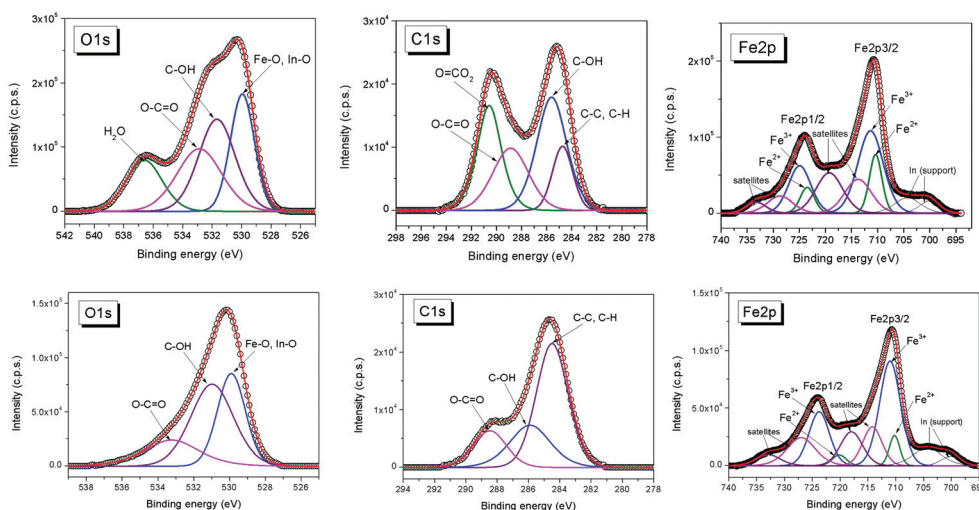 O1s
Fe-O, In-O
C-OH
O-C=O
H₂O
3x10⁵
2x10⁵
1x10⁵
0
Intensity (c.p.s.)
542 540 538 536 534 532 530 528 526
Binding energy (eV)
C1s
O=CO₂
C-OH
O-C=O
C-C, C-H
3x10⁴
2x10⁴
1x10⁴
0
Intensity (c.p.s.)
298 296 294 292 290 288 286 284 282 280 278
Binding energy (eV)
Fe2p
Fe2p3/2
Fe³⁺
Fe2p1/2
Fe²⁺
Fe³⁺
satellites
Fe²⁺
satellites
In (support)
2x10⁵
1x10⁵
0
Intensity (c.p.s.)
740 730 725 719 713 710 705 700 695
Binding energy (eV)
O1s
Fe-O, In-O
C-OH
O-C=O
1.5x10⁵
1.0x10⁵
5.0x10⁴
0.0
Intensity (c.p.s.)
538 536 534 532 530 528 526
Binding energy (eV)
C1s
C-C, C-H
C-OH
O-C=O
3x10⁴
2x10⁴
1x10⁴
0
Intensity (c.p.s.)
294 292 290 288 286 284 282 280 278
Binding energy (eV)
Fe2p
Fe2p3/2
Fe³⁺
Fe³⁺
Fe2p1/2
Fe²⁺
satellites
Fe²⁺
satellites
In (support)
1.5x10⁵
1.0x10⁵
5.0x10⁴
0.0
Intensity (c.p.s.)
740 730 725 719 713 710 705 700
Binding energy (eV)